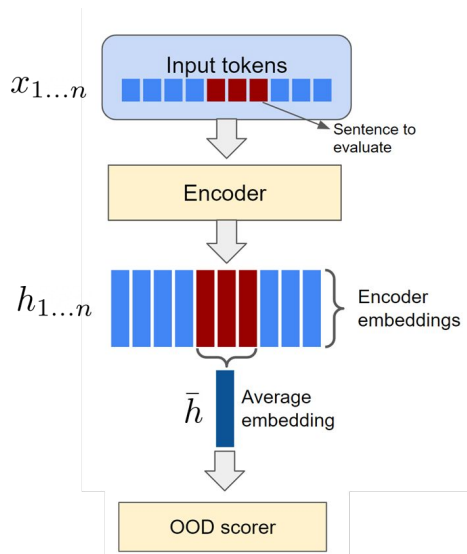 Input tokens
x1...n
Sentence to
evaluate
Encoder
h1...n
Encoder
embeddings
h̄
Average
embedding
OOD scorer